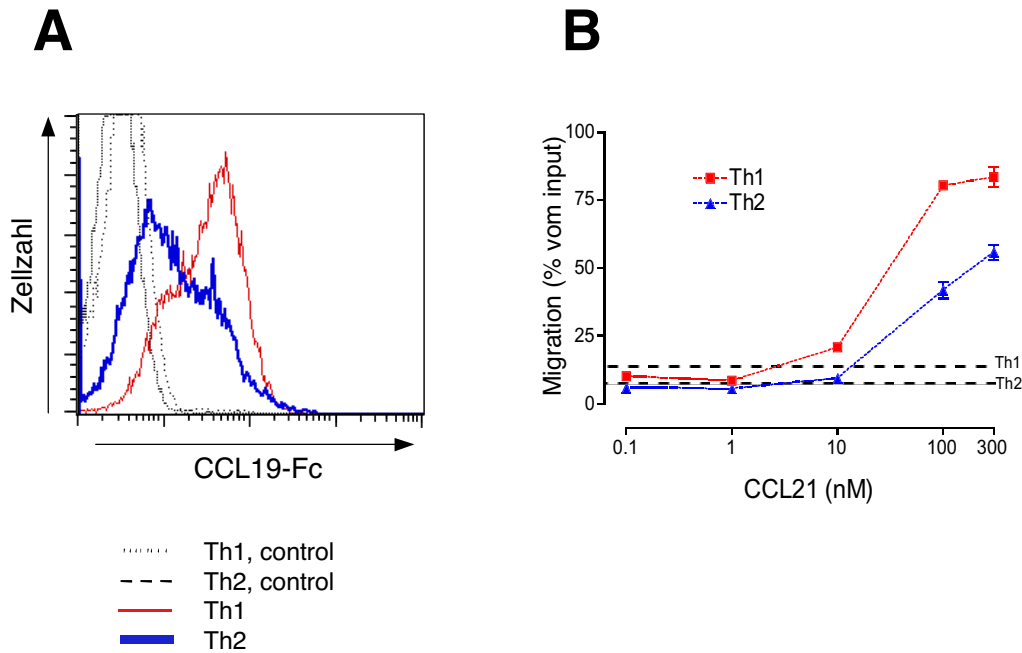 A
Zellzahl
CCL19-Fc
Th1, control
Th2, control
Th1
Th2
B
Migration (% vom input)
100
75
50
25
0
Th1
Th2
Th1
Th2
0.1
1
10
100
300
CCL21 (nM)